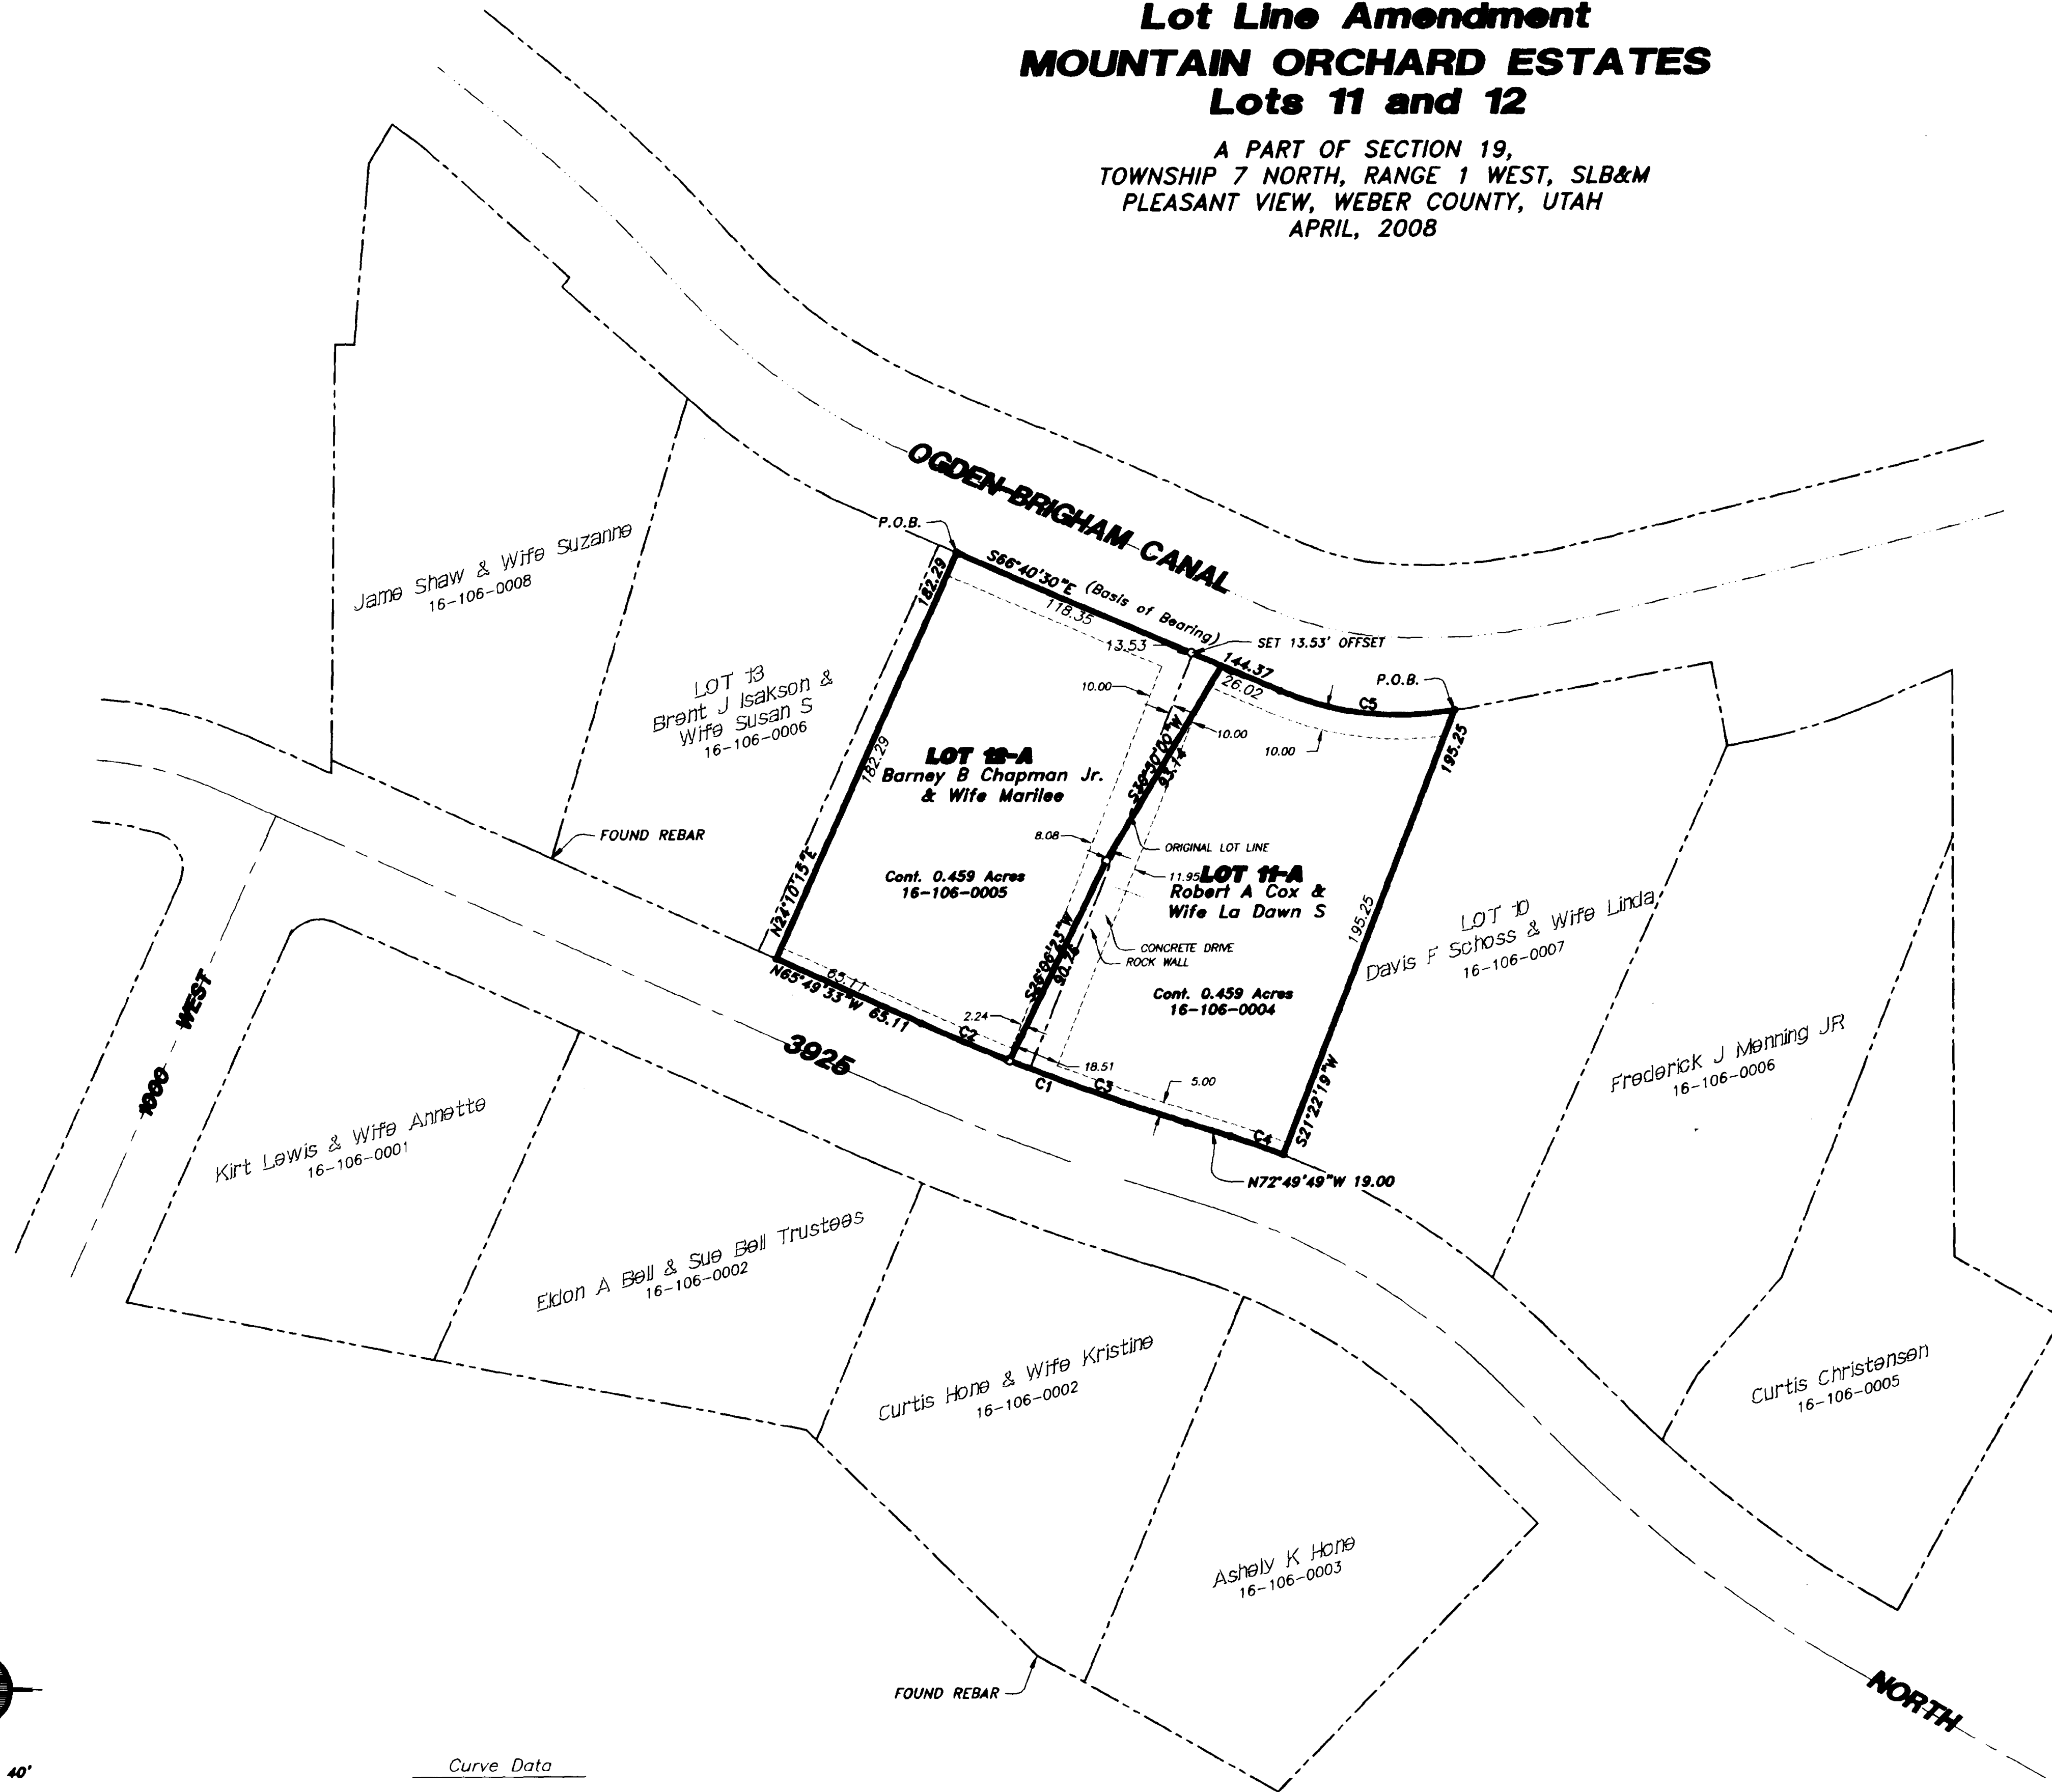 Lot Line Amendment
MOUNTAIN ORCHARD ESTATES
Lots 11 and 12
A PART OF SECTION 19,
TOWNSHIP 7 NORTH, RANGE 1 WEST, SLB&M
PLEASANT VIEW, WEBER COUNTY, UTAH
APRIL, 2008
OGDEN-BRIGHAM CANAL
P.O.B.
S66°40'30"E (Basis of Bearing)
118.35
13.53
SET 13.53' OFFSET
144.37
26.02
P.O.B.
C5
10.00
10.00
10.00
Jame Shaw & Wife Suzanne
16-106-0008
LOT 13
Brent J Isakson &
Wife Susan S
16-106-0006
FOUND REBAR
182.29
182.29
N24°10'15"E
LOT 12-A
Barney B Chapman Jr.
& Wife Marilee
Cont. 0.459 Acres
16-106-0005
93.14
8.08
ORIGINAL LOT LINE
11.95
LOT 11-A
Robert A Cox &
Wife La Dawn S
CONCRETE DRIVE
ROCK WALL
Cont. 0.459 Acres
16-106-0004
195.25
195.25
S21°22'19"W
S26°06'23"W
LOT 10
Davis F Schoss & Wife Linda
16-106-0007
Frederick J Menning JR
16-106-0006
Curtis Christensen
16-106-0005
65.11
N65°49'33"W 65.11
C2
2.24
18.51
C1
C3
5.00
C4
N72°49'49"W 19.00
1000 WEST
3925
NORTH
Kirt Lewis & Wife Annette
16-106-0001
Eldon A Bell & Sue Bell Trustees
16-106-0002
Curtis Hone & Wife Kristine
16-106-0002
Ashely K Hone
16-106-0003
FOUND REBAR
40'
Curve Data